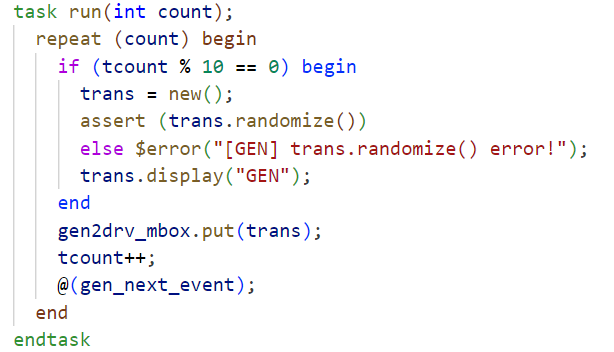 task run(int count);
repeat (count) begin
if (tcount % 10 == 0) begin
trans = new();
assert (trans.randomize())
else $error("[GEN] trans.randomize() error!");
trans.display("GEN");
end
gen2drv_mbox.put(trans);
tcount++;
@(gen_next_event);
end
endtask